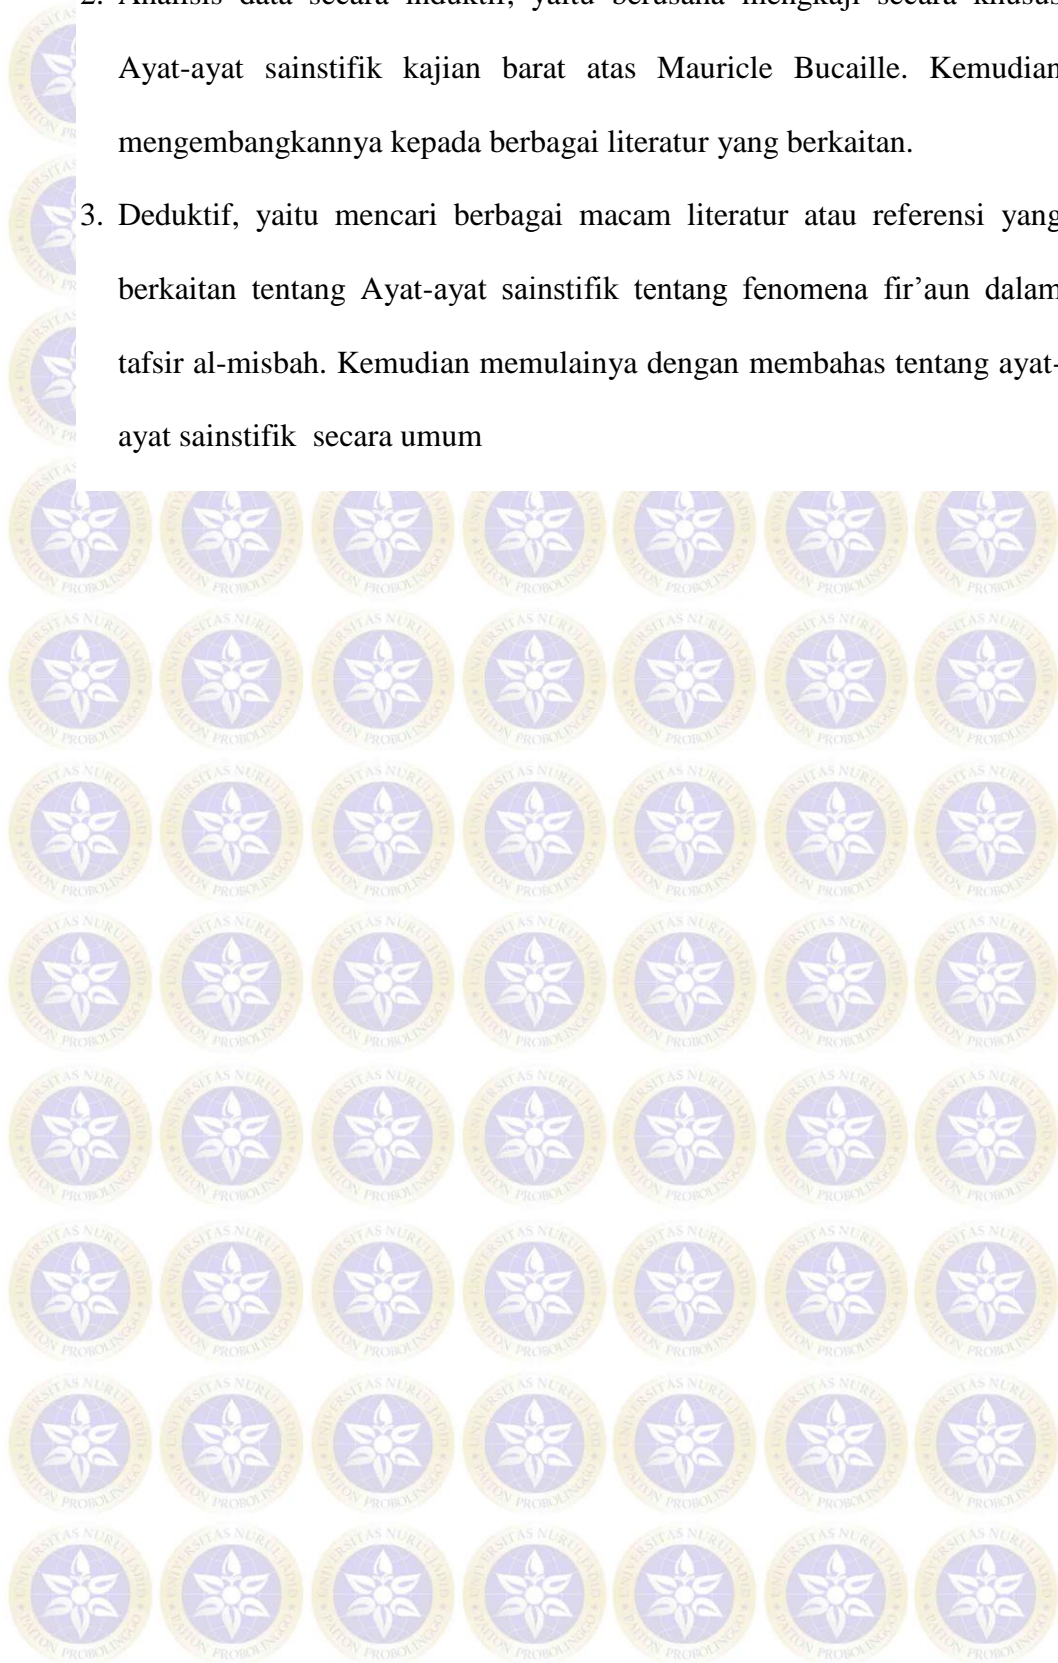 2. Analisis data secara induktif, yaitu berusaha mengkaji secara khusus
Ayat-ayat sainstifik kajian barat atas Mauricle Bucaille. Kemudian
mengembangkannya kepada berbagai literatur yang berkaitan.
3. Deduktif, yaitu mencari berbagai macam literatur atau referensi yang
berkaitan tentang Ayat-ayat sainstifik tentang fenomena fir’aun dalam
tafsir al-misbah. Kemudian memulainya dengan membahas tentang ayat-
ayat sainstifik secara umum